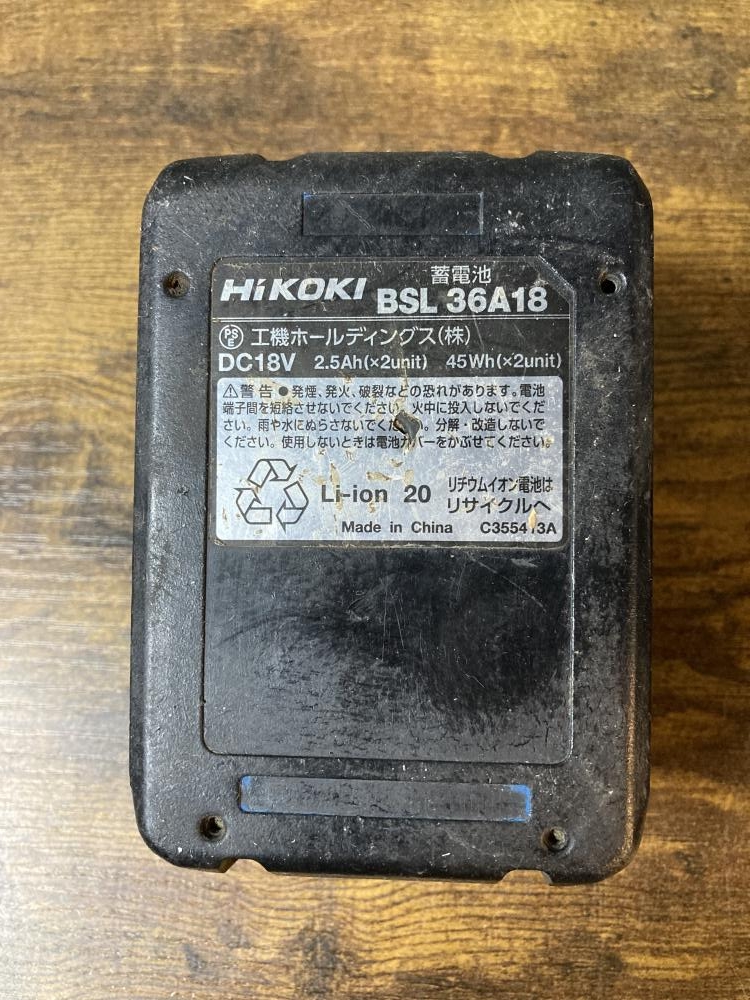 HiKOKI 蓄電池
BSL 36A18
PS E 工機ホールディングス(株)
DC18V 2.5Ah(×2unit) 45Wh(×2unit)
⚠警告 ● 発煙、発火、破裂などの恐れがあります。電池
端子間を短絡させないでください。火中に投入しないでくだ
さい。雨や水にぬらさないでください。分解・改造しないで
ください。使用しないときは電池カバーをかぶせてください。
Li-ion 20 リチウムイオン電池は
リサイクルへ
Made in China C355413A